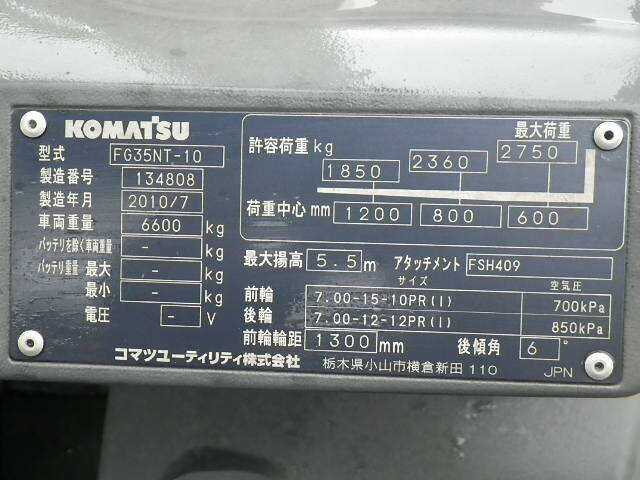 KOMATSU
型式 FG35NT-10
製造番号 134808
製造年月 2010/7
車両重量 6600 kg
バッテリを除く車両重量 - kg
バッテリ重量 最大 - kg
最小 - kg
電圧 - V
最大荷重
許容荷重 kg 1850 2360 2750
荷重中心 mm 1200 800 600
最大揚高 5.5 m アタッチメント FSH409
サイズ 空気圧
前輪 7.00-15-10PR(I) 700kPa
後輪 7.00-12-12PR(I) 850kPa
前輪輪距 1300 mm 後傾角 6 °
コマツユーティリティ株式会社 栃木県小山市横倉新田 110 JPN